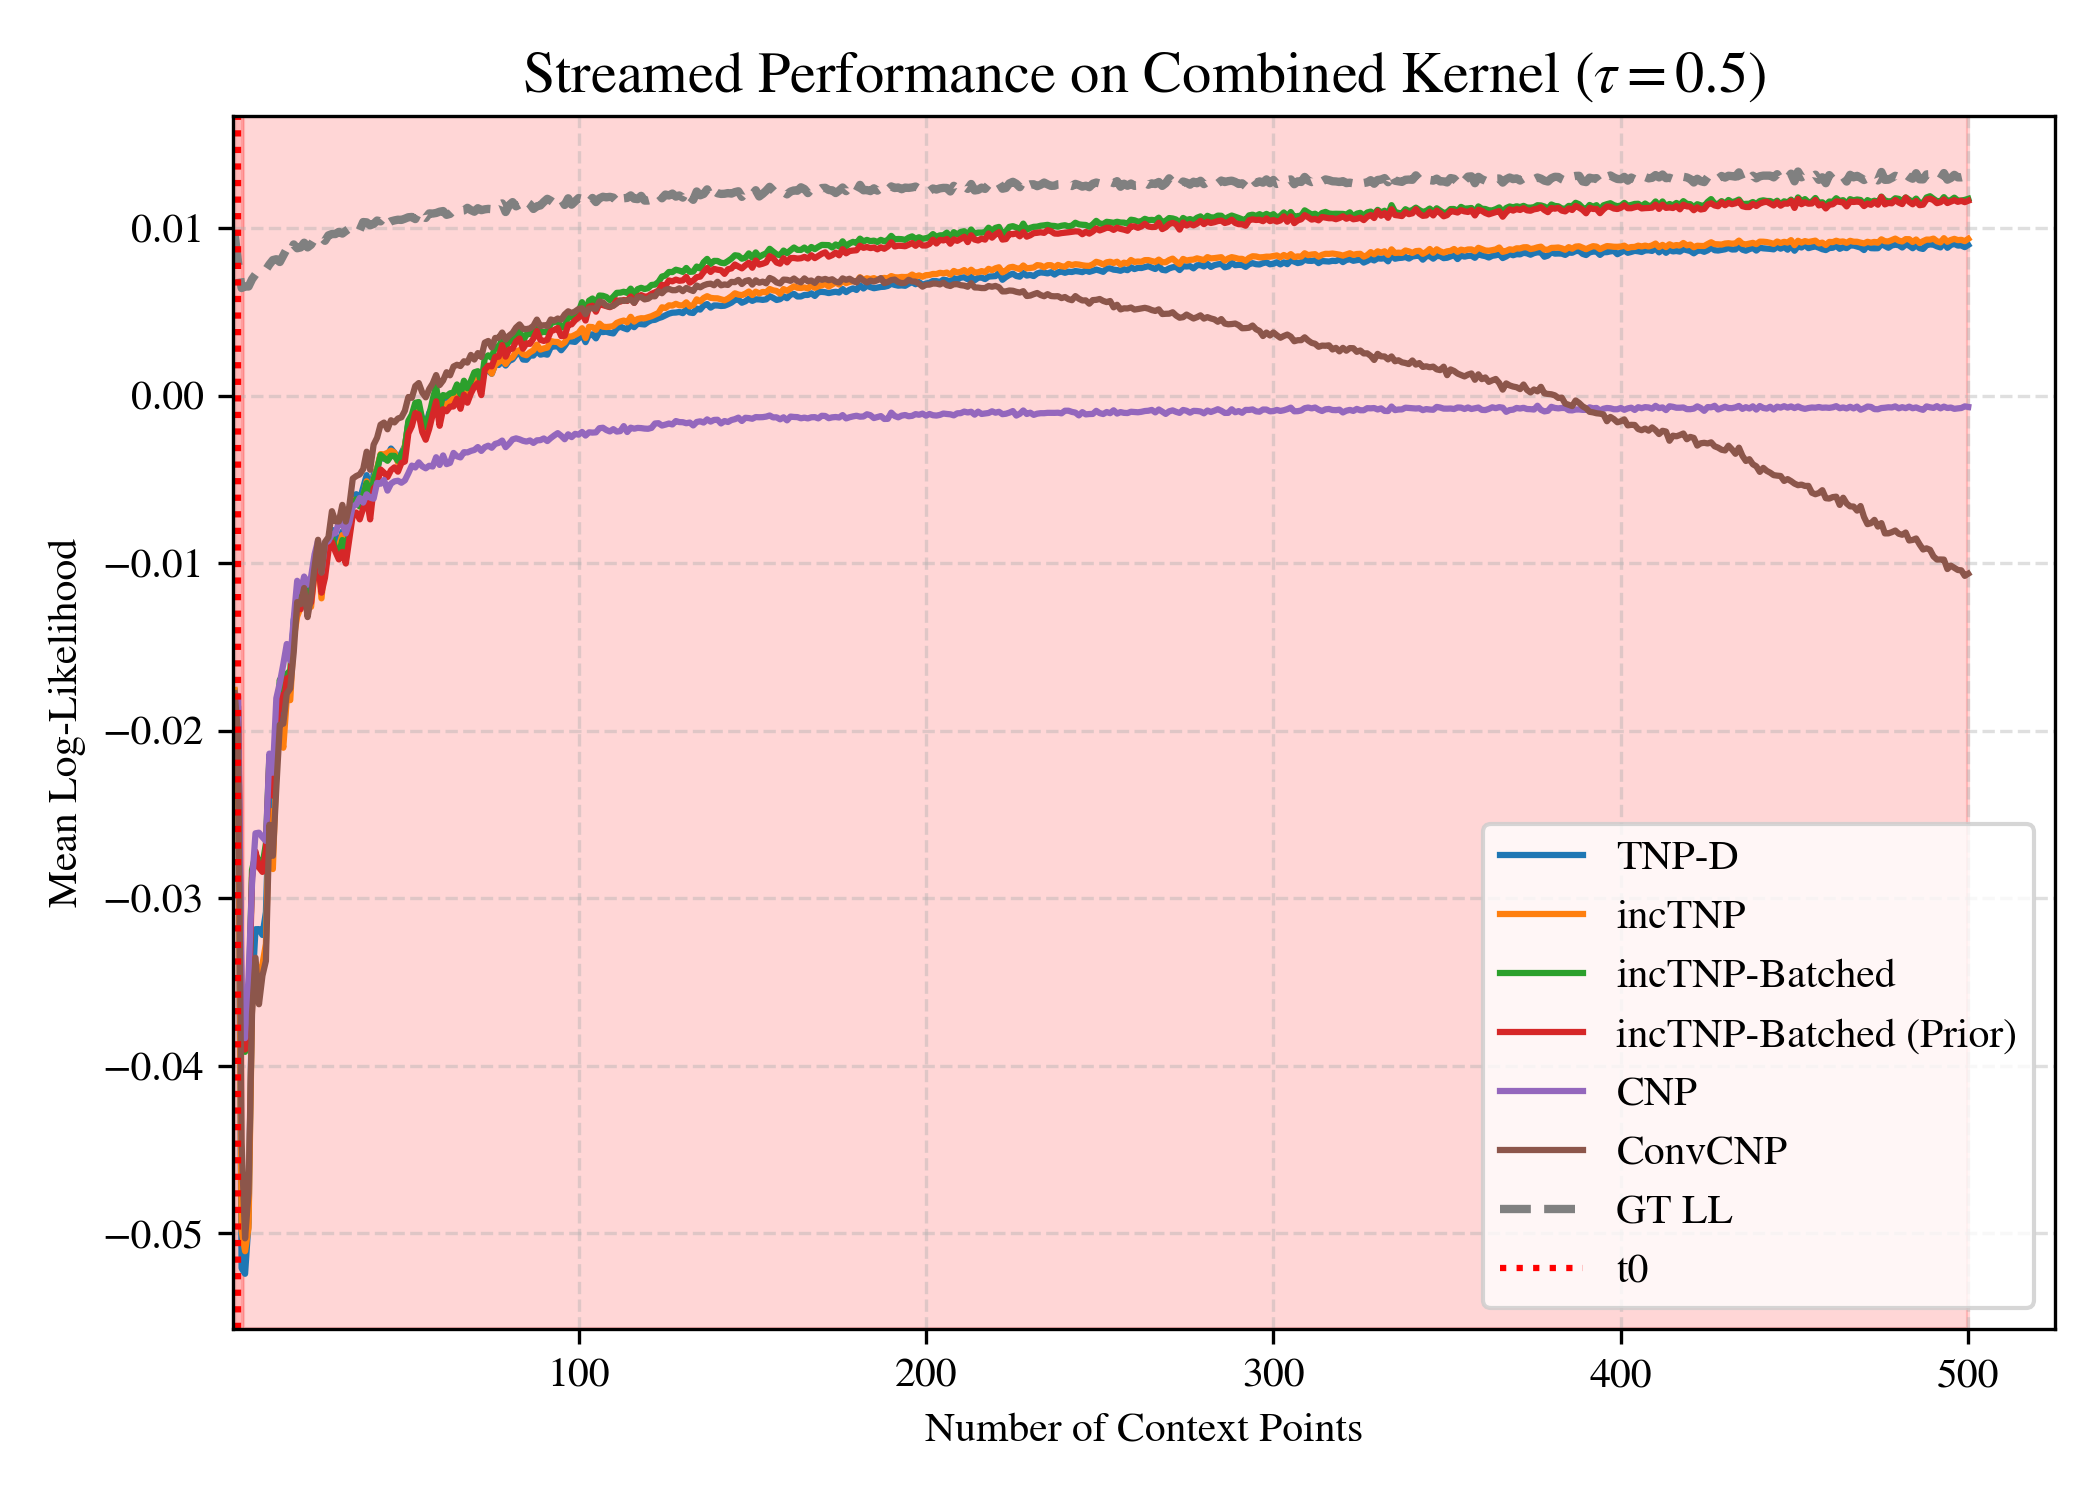 Streamed Performance on Combined Kernel (τ = 0.5)
Mean Log-Likelihood
0.01
0.00
−0.01
−0.02
−0.03
−0.04
−0.05
TNP-D
incTNP
incTNP-Batched
incTNP-Batched (Prior)
CNP
ConvCNP
GT LL
t0
100 200 300 400 500
Number of Context Points